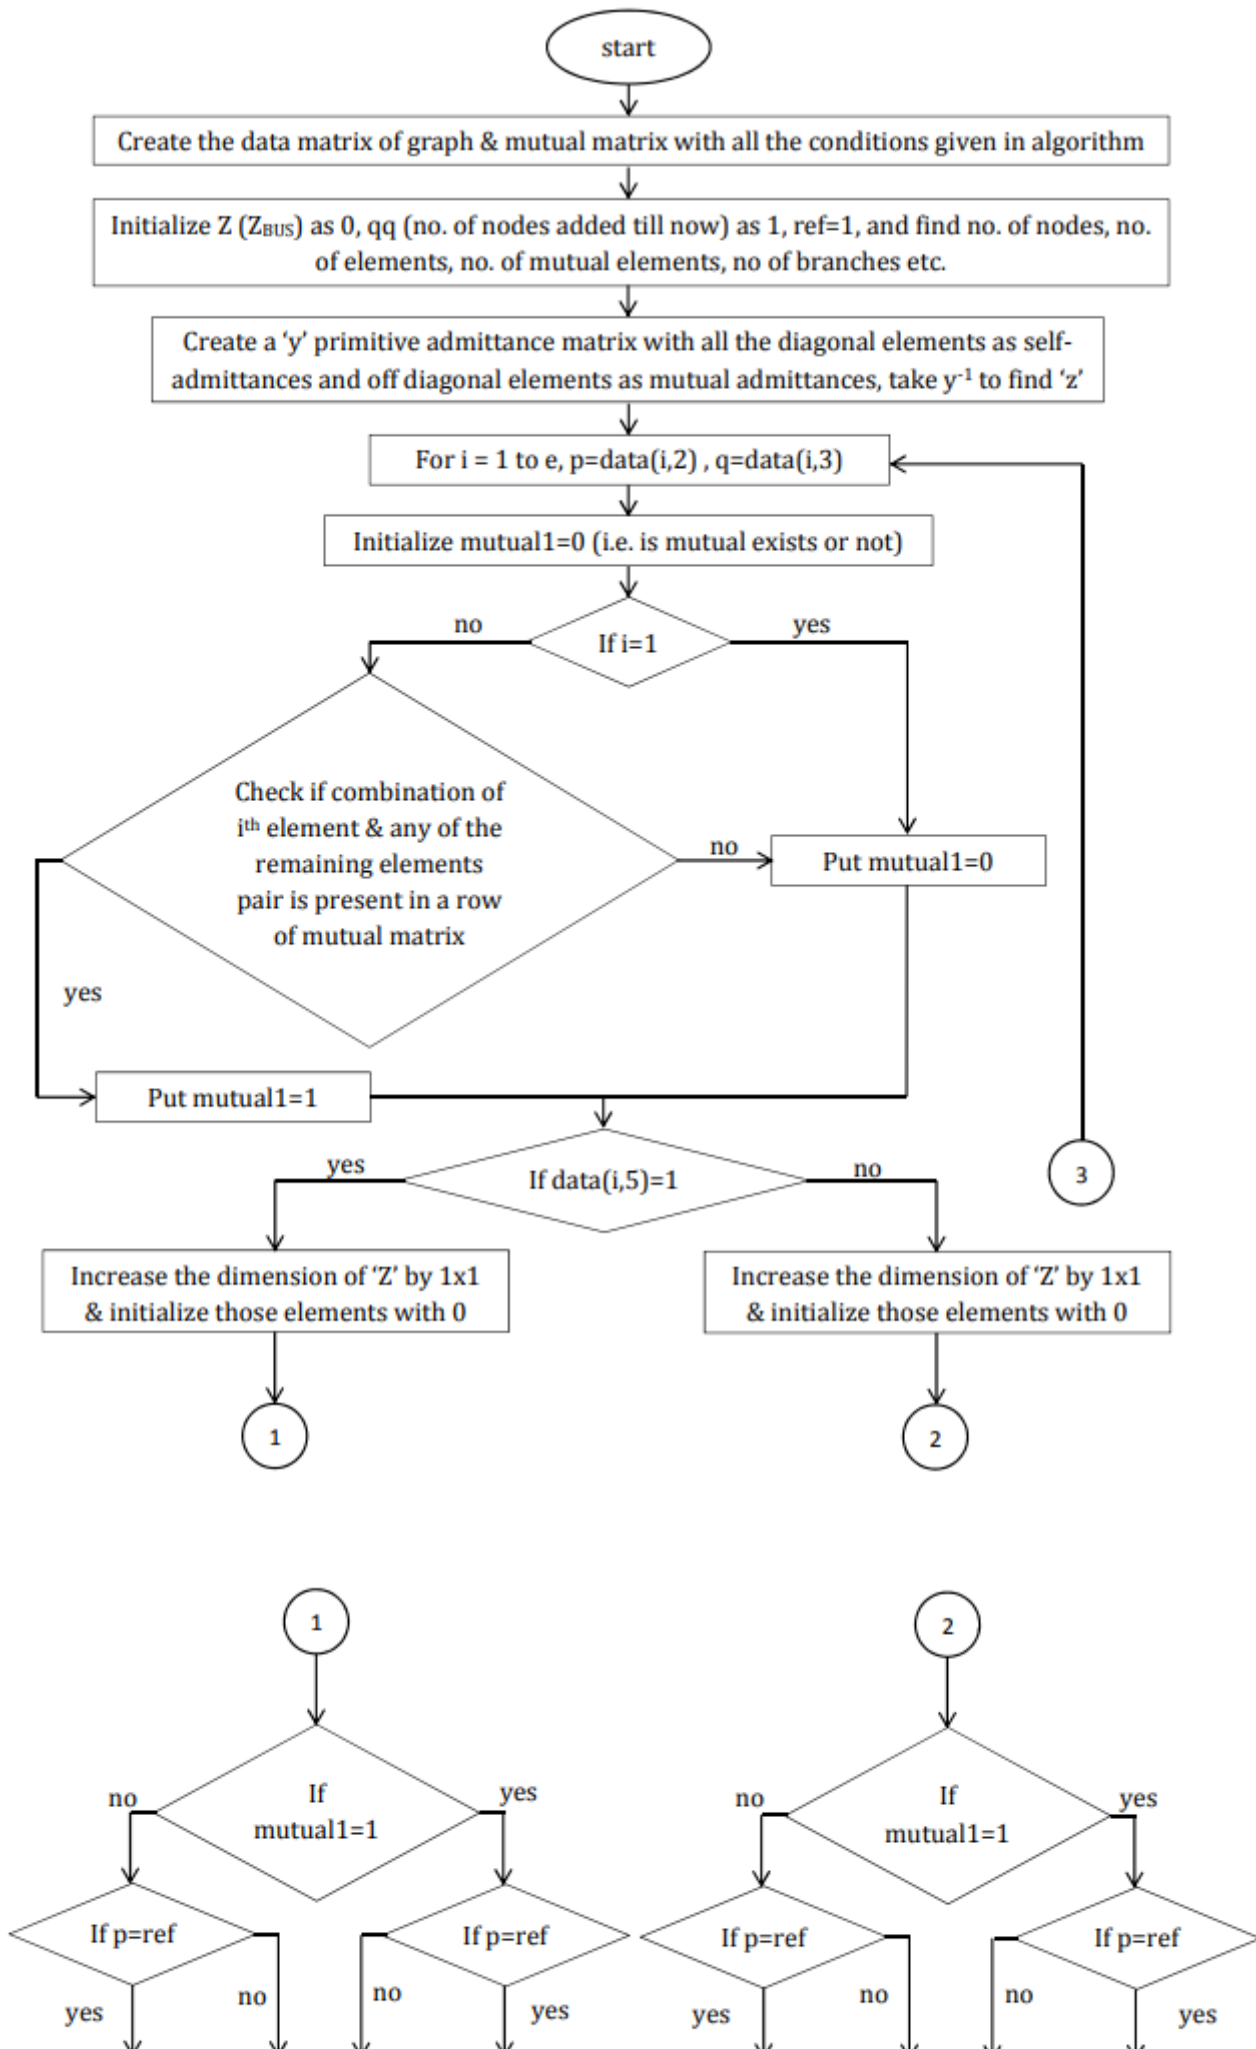 start
Create the data matrix of graph & mutual matrix with all the conditions given in algorithm
Initialize Z (ZBUS) as 0, qq (no. of nodes added till now) as 1, ref=1, and find no. of nodes, no.
of elements, no. of mutual elements, no of branches etc.
Create a ‘y’ primitive admittance matrix with all the diagonal elements as self-
admittances and off diagonal elements as mutual admittances, take y-1 to find ‘z’
For i = 1 to e, p=data(i,2) , q=data(i,3)
Initialize mutual1=0 (i.e. is mutual exists or not)
no
yes
If i=1
Check if combination of
ith element & any of the
remaining elements
pair is present in a row
of mutual matrix
no
Put mutual1=0
yes
Put mutual1=1
yes
If data(i,5)=1
no
3
Increase the dimension of ‘Z’ by 1x1
& initialize those elements with 0
Increase the dimension of ‘Z’ by 1x1
& initialize those elements with 0
1
2
1
2
no
If
mutual1=1
yes
no
If
mutual1=1
yes
If p=ref
If p=ref
If p=ref
If p=ref
yes
no
no
yes
yes
no
no
yes